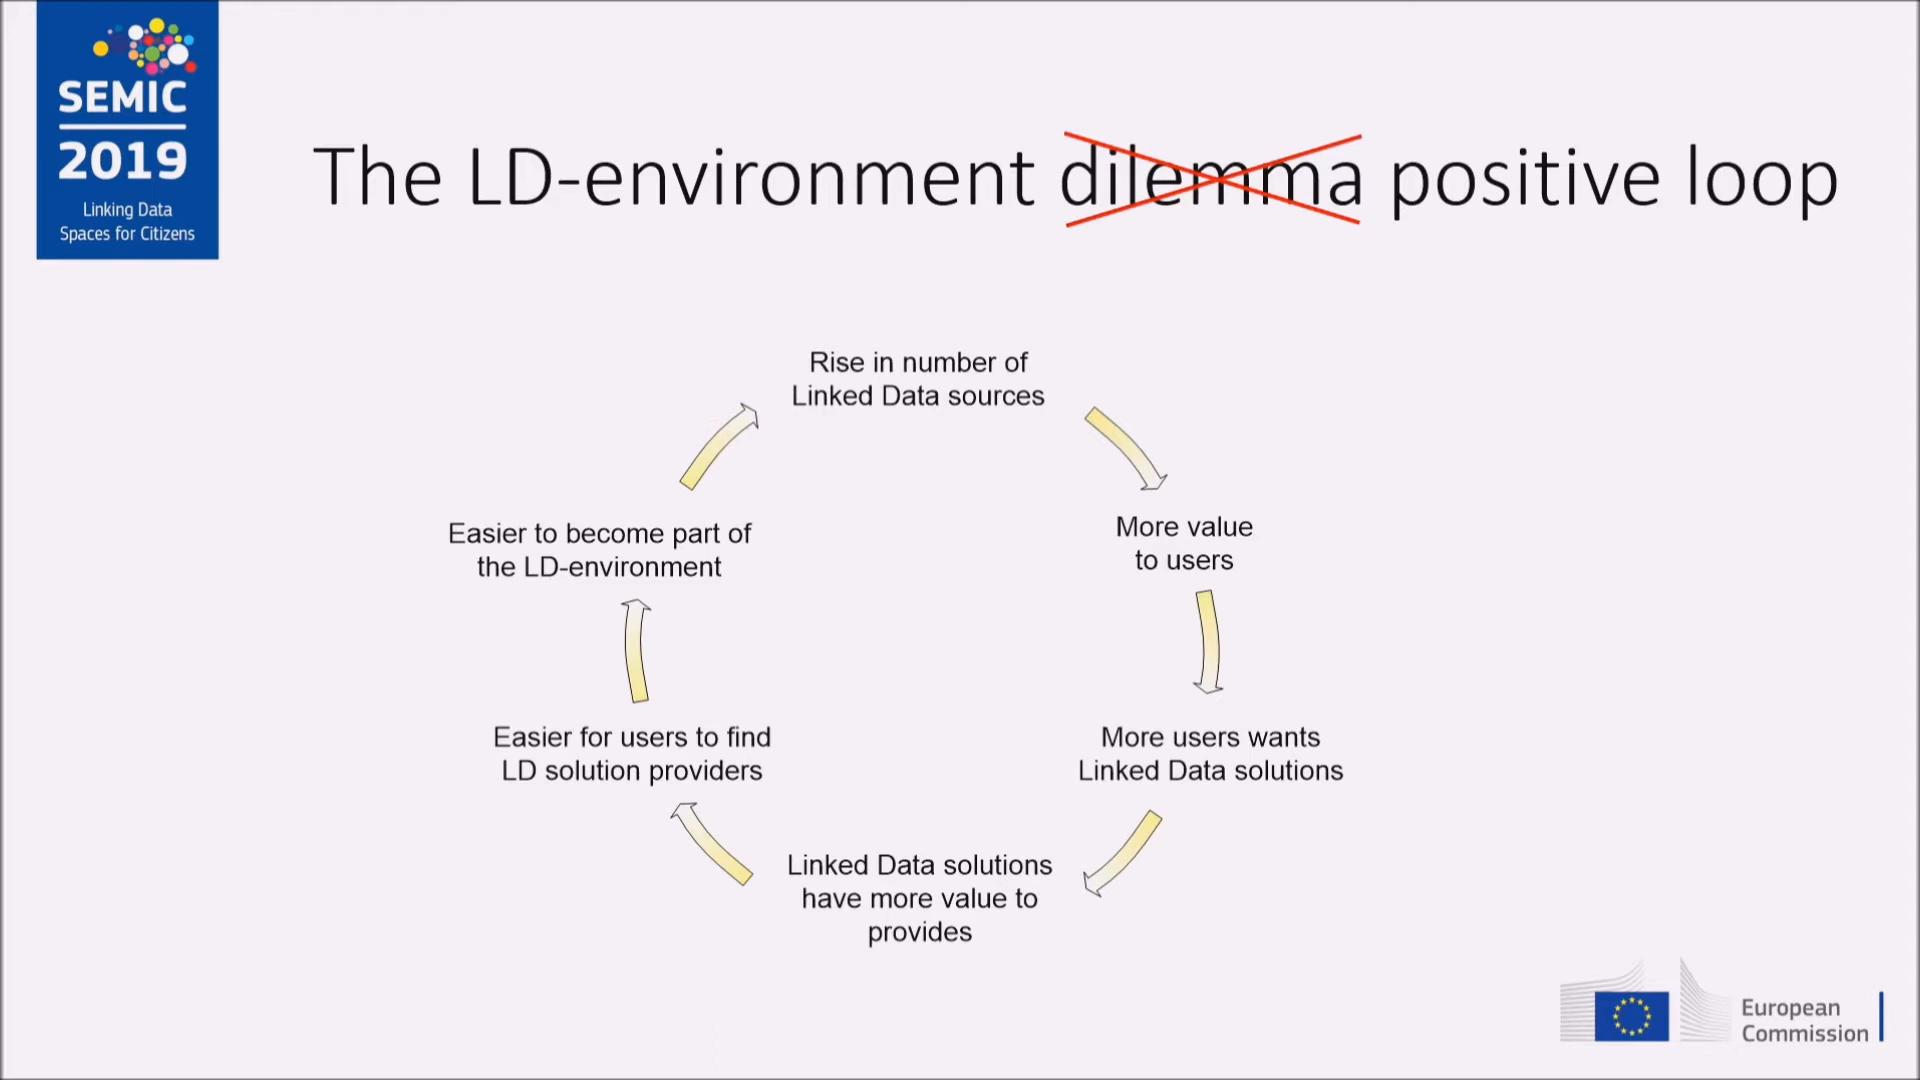 SEMIC
2019
Linking Data
Spaces for Citizens
The LD-environment dilemma positive loop
Rise in number of
Linked Data sources
More value
to users
More users wants
Linked Data solutions
Linked Data solutions
have more value to
provides
Easier for users to find
LD solution providers
Easier to become part of
the LD-environment
European
Commission